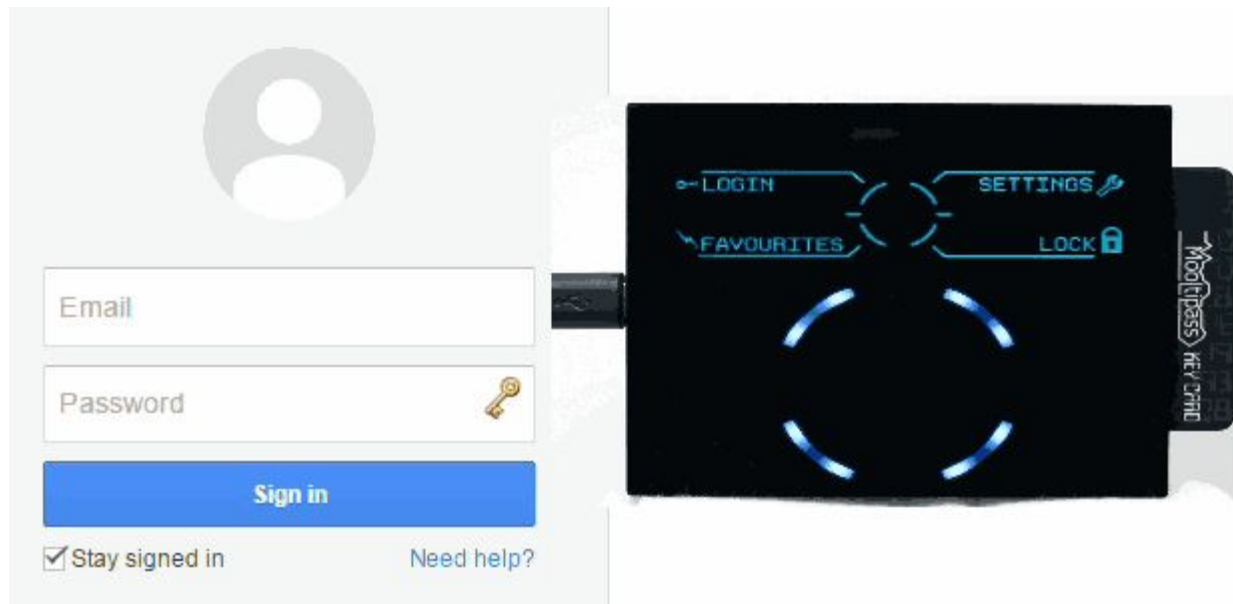 Email
Password
Sign in
Stay signed in
Need help?
LOGIN
SETTINGS
FAVOURITES
LOCK
Mooltipass
KEY CARD